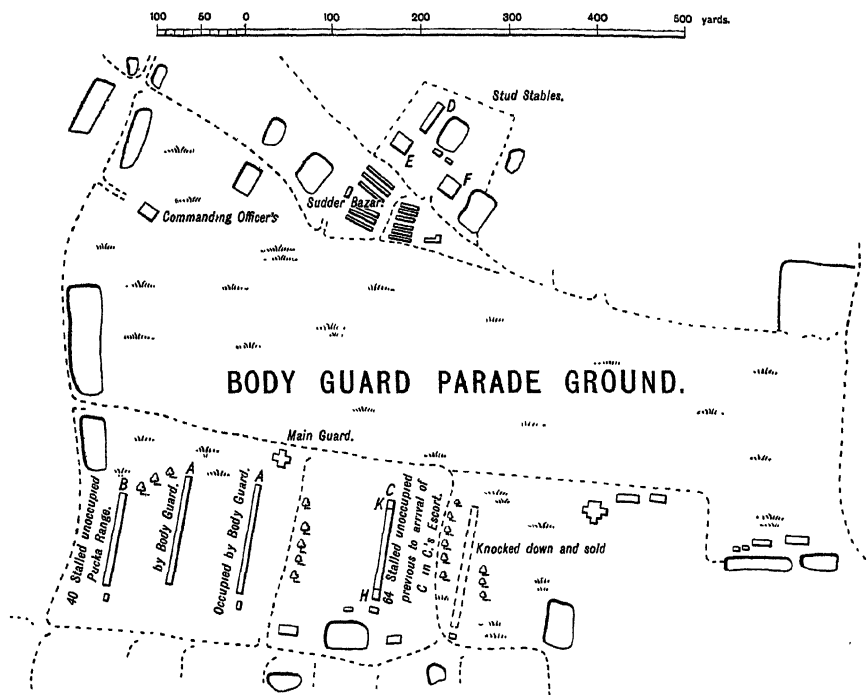 100 50 0 100 200 300 400 500 yards.
Stud Stables.
D
E
F
Sudder Bazar.
Commanding Officer's
BODY GUARD PARADE GROUND.
Main Guard.
40 Stalled unoccupied
Pucka Range.
B
A
by Body Guard.
A
Occupied by Body Guard.
C
K
H
64 Stalled unoccupied
previous to arrival of
C in C.'s Escort.
Knocked down and sold